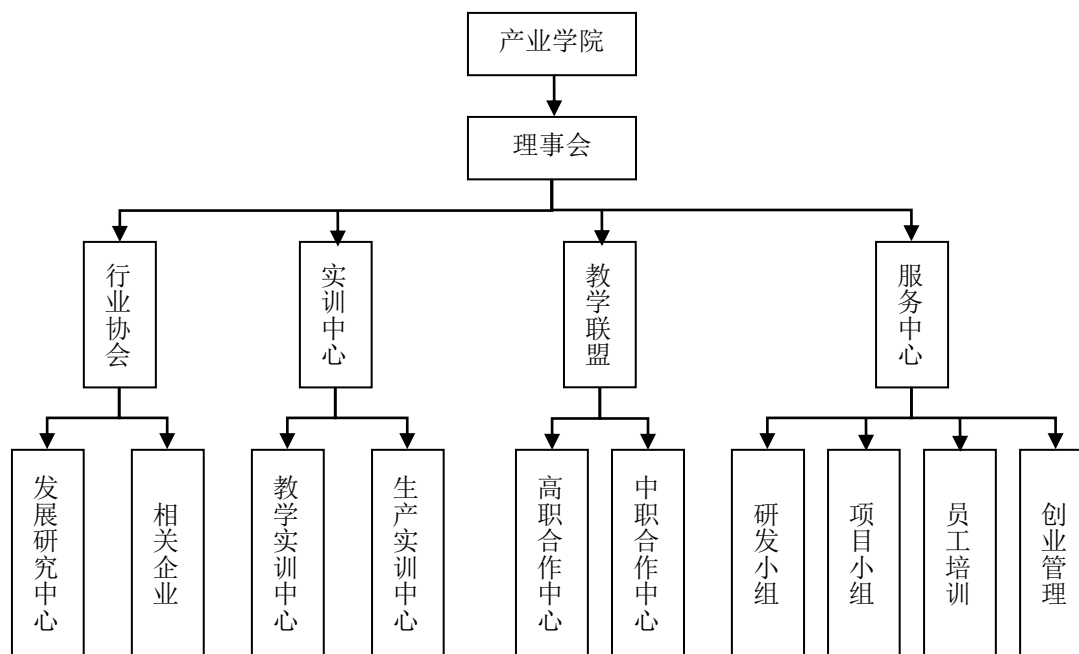 产业学院
理事会
行业协会
实训中心
教学联盟
服务中心
发展研究中心
相关企业
教学实训中心
生产实训中心
高职合作中心
中职合作中心
研发小组
项目小组
员工培训
创业管理